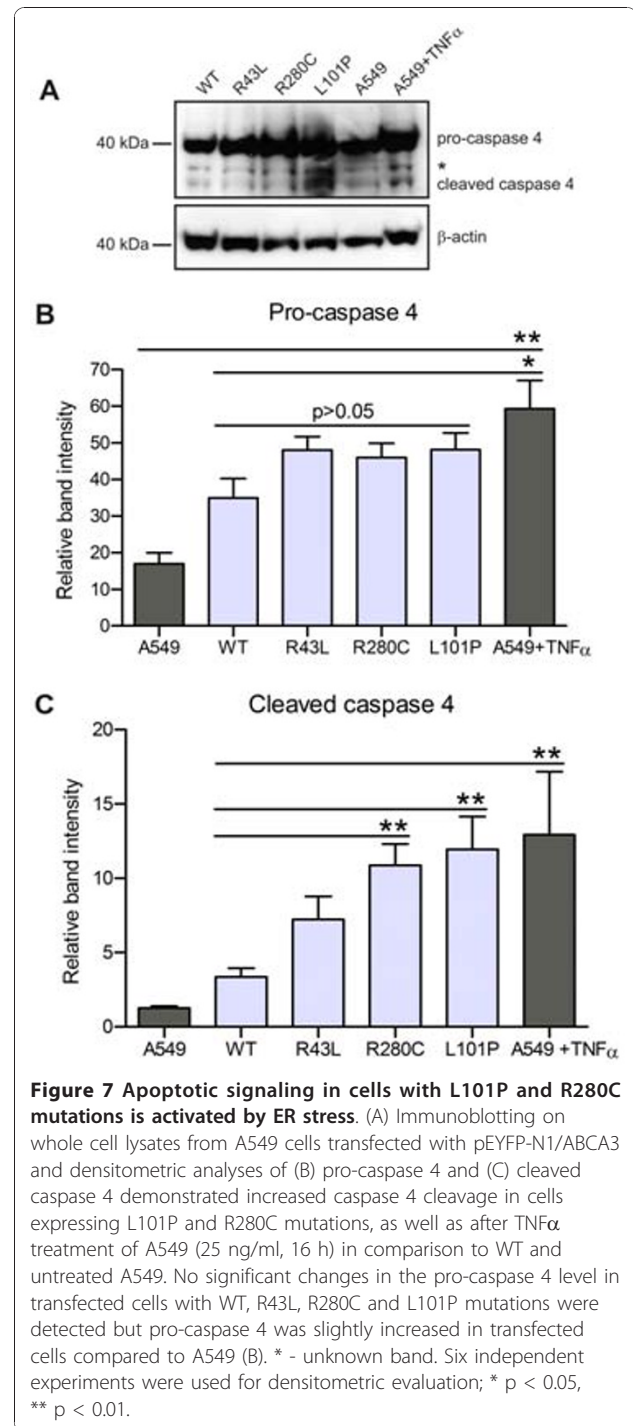 A
WT R43L R280C L101P A549 A549+TNFα
40 kDa
pro-caspase 4
*
cleaved caspase 4
40 kDa
β-actin
B
Pro-caspase 4
**
*
p>0.05
Relative band intensity
70
60
50
40
30
20
10
0
A549 WT R43L R280C L101P A549+TNFα
C
Cleaved caspase 4
**
**
**
Relative band intensity
20
15
10
5
0
A549 WT R43L R280C L101P A549 +TNFα
Figure 7 Apoptotic signaling in cells with L101P and R280C
mutations is activated by ER stress. (A) Immunoblotting on
whole cell lysates from A549 cells transfected with pEYFP-N1/ABCA3
and densitometric analyses of (B) pro-caspase 4 and (C) cleaved
caspase 4 demonstrated increased caspase 4 cleavage in cells
expressing L101P and R280C mutations, as well as after TNFα
treatment of A549 (25 ng/ml, 16 h) in comparison to WT and
untreated A549. No significant changes in the pro-caspase 4 level in
transfected cells with WT, R43L, R280C and L101P mutations were
detected but pro-caspase 4 was slightly increased in transfected
cells compared to A549 (B). * - unknown band. Six independent
experiments were used for densitometric evaluation; * p < 0.05,
** p < 0.01.